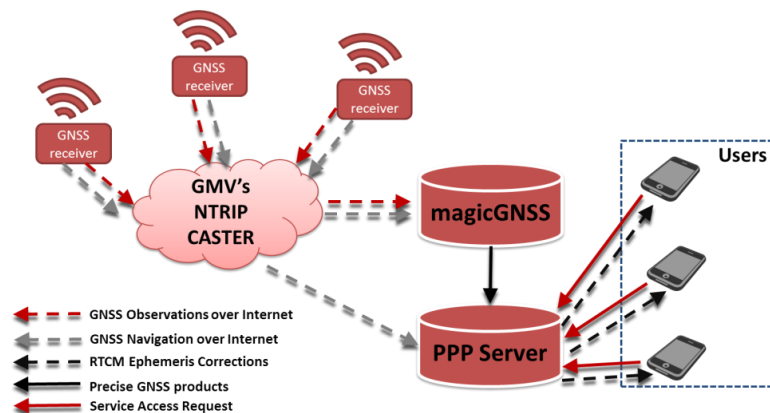 GNSS
receiver
GNSS
receiver
GNSS
receiver
GMV's
NTRIP
CASTER
magicGNSS
Users
PPP Server
GNSS Observations over Internet
GNSS Navigation over Internet
RTCM Ephemeris Corrections
Precise GNSS products
Service Access Request